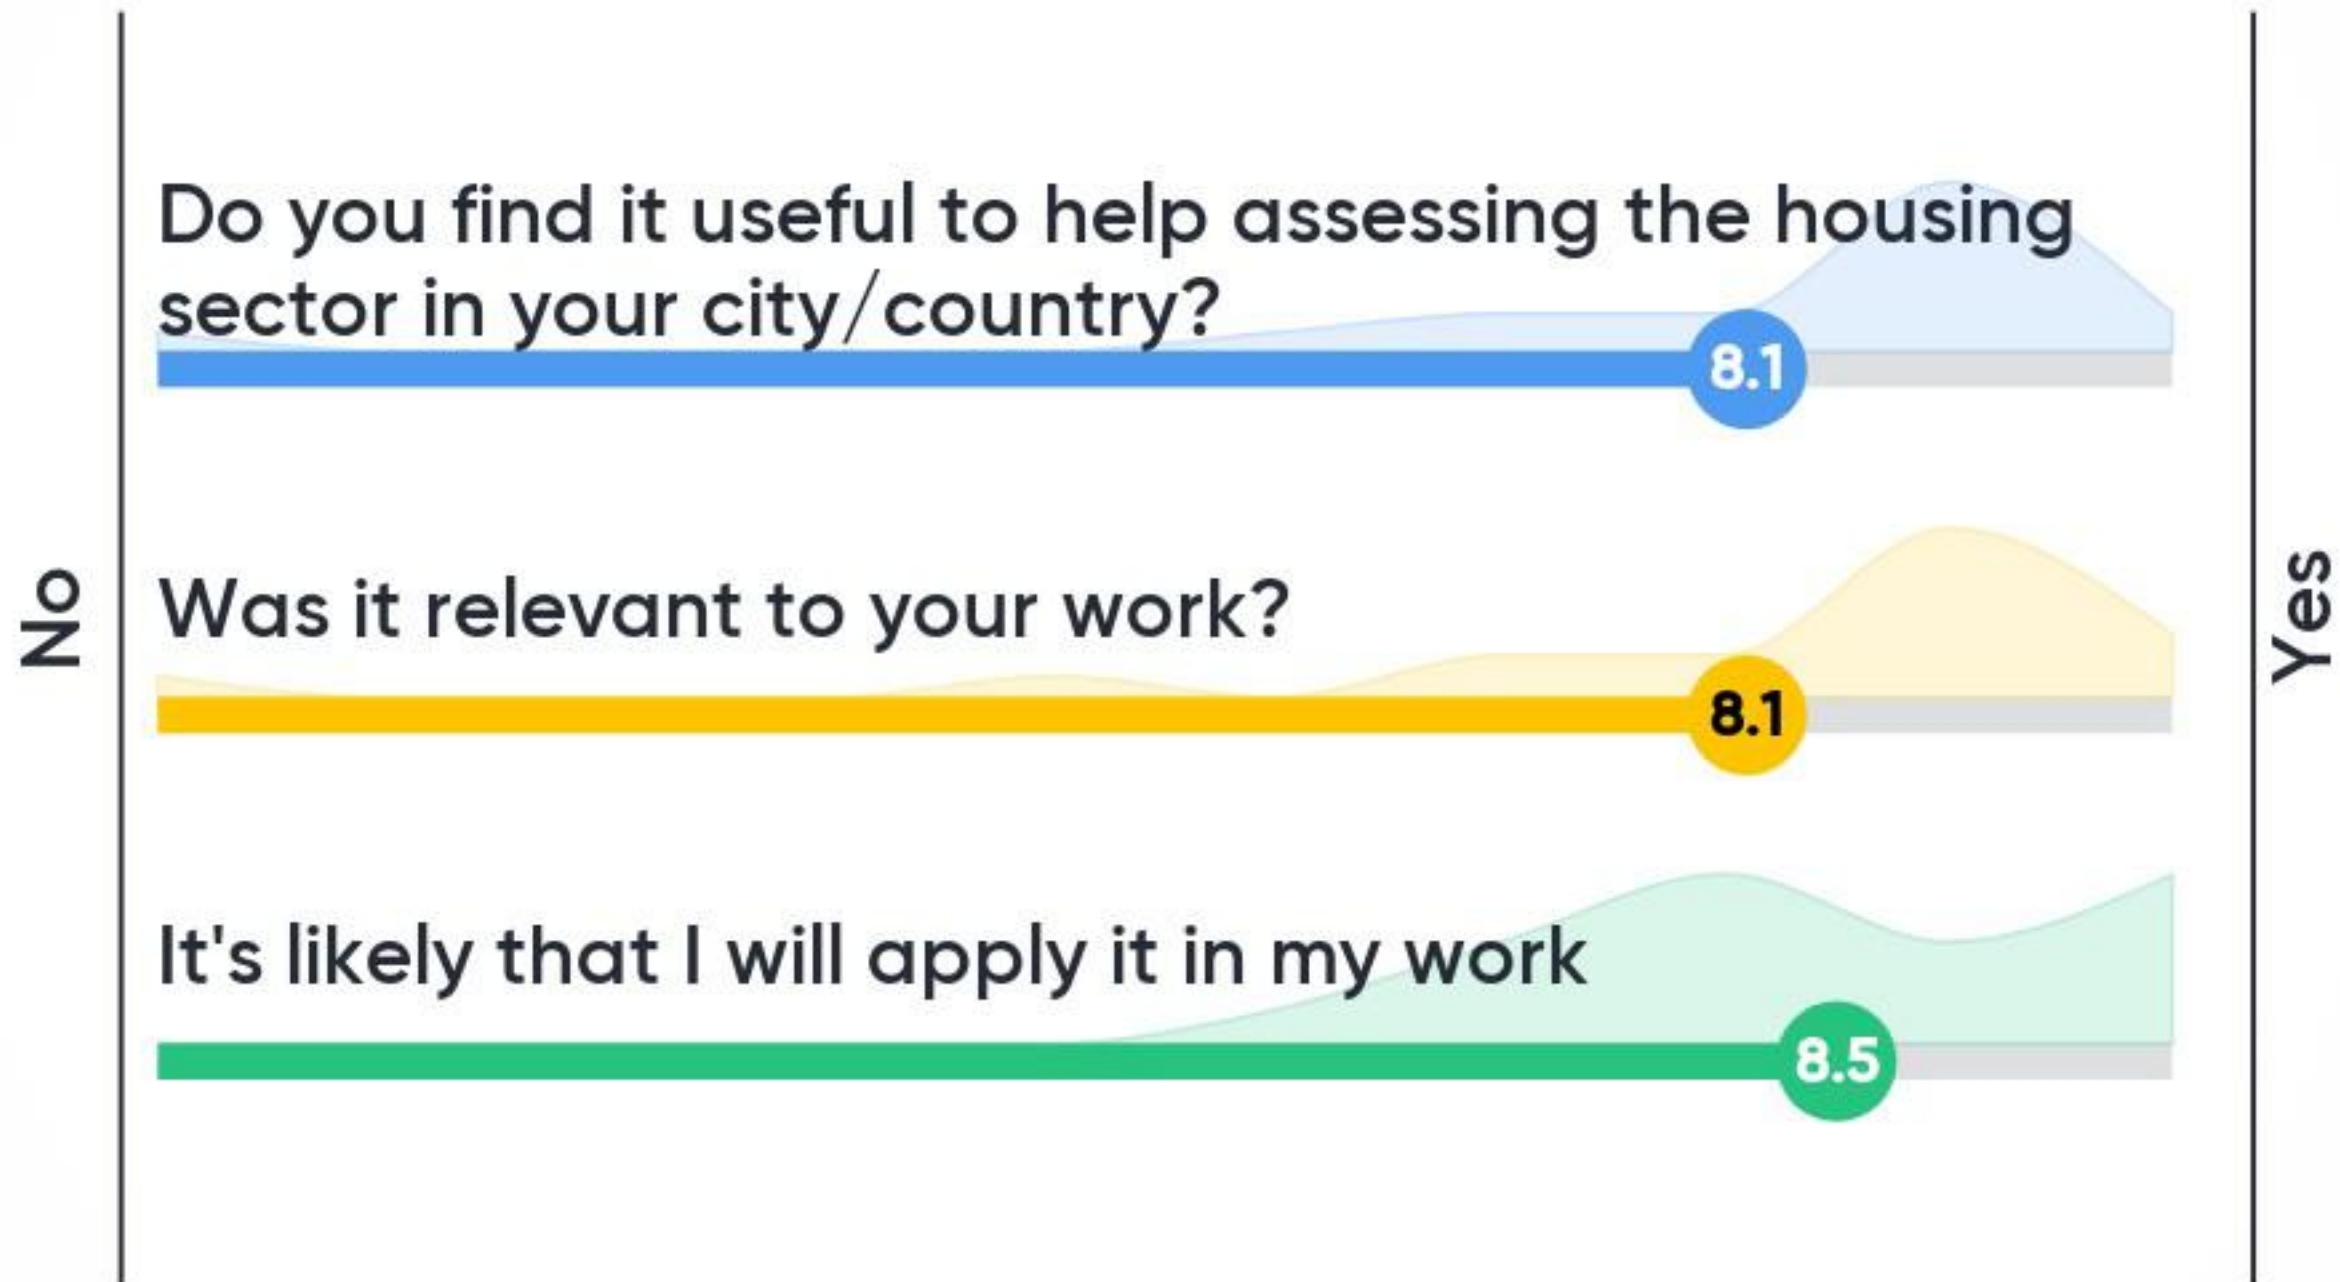 Do you find it useful to help assessing the housing
sector in your city/country?
8.1
No
Was it relevant to your work?
8.1
Yes
It's likely that I will apply it in my work
8.5